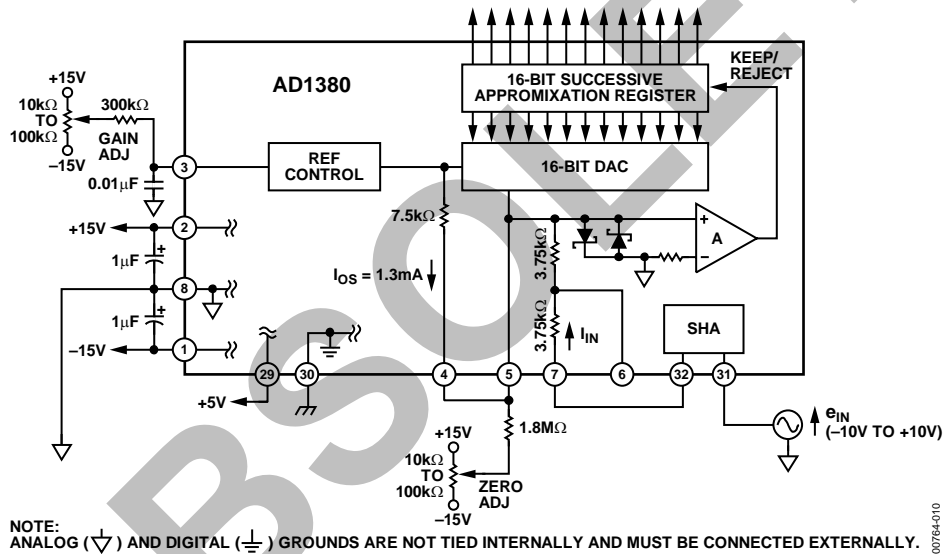 KEEP/
REJECT
16-BIT SUCCESSIVE
APPROMIXATION REGISTER
AD1380
+15V
10kΩ
TO
100kΩ
–15V
300kΩ
GAIN
ADJ
3
0.01µF
REF
CONTROL
16-BIT DAC
7.5kΩ
+15V
2
1µF
+
8
1µF
+
–15V
1
IOS = 1.3mA
3.75kΩ
3.75kΩ
IIN
+
–
A
SHA
29
30
4
5
7
6
32
31
+5V
1.8MΩ
eIN
(–10V TO +10V)
+15V
10kΩ
TO
100kΩ
–15V
ZERO
ADJ
NOTE:
ANALOG ( ) AND DIGITAL ( ) GROUNDS ARE NOT TIED INTERNALLY AND MUST BE CONNECTED EXTERNALLY.
00764-010
BSOLE